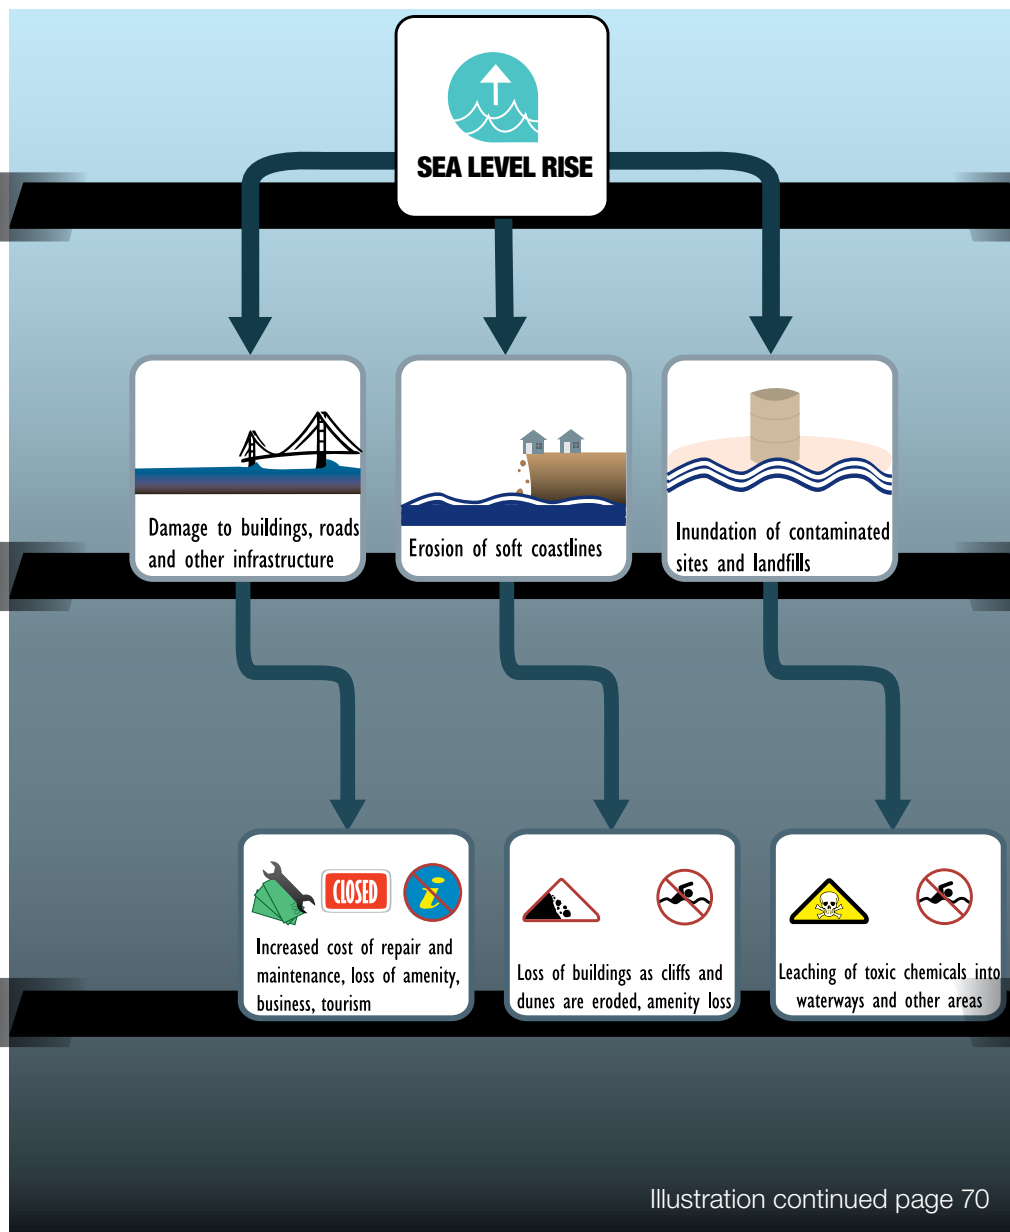 SEA LEVEL RISE
Damage to buildings, roads
and other infrastructure
Erosion of soft coastlines
Inundation of contaminated
sites and landfills
CLOSED
i
Increased cost of repair and
maintenance, loss of amenity,
business, tourism
Loss of buildings as cliffs and
dunes are eroded, amenity loss
Leaching of toxic chemicals into
waterways and other areas
Illustration continued page 70